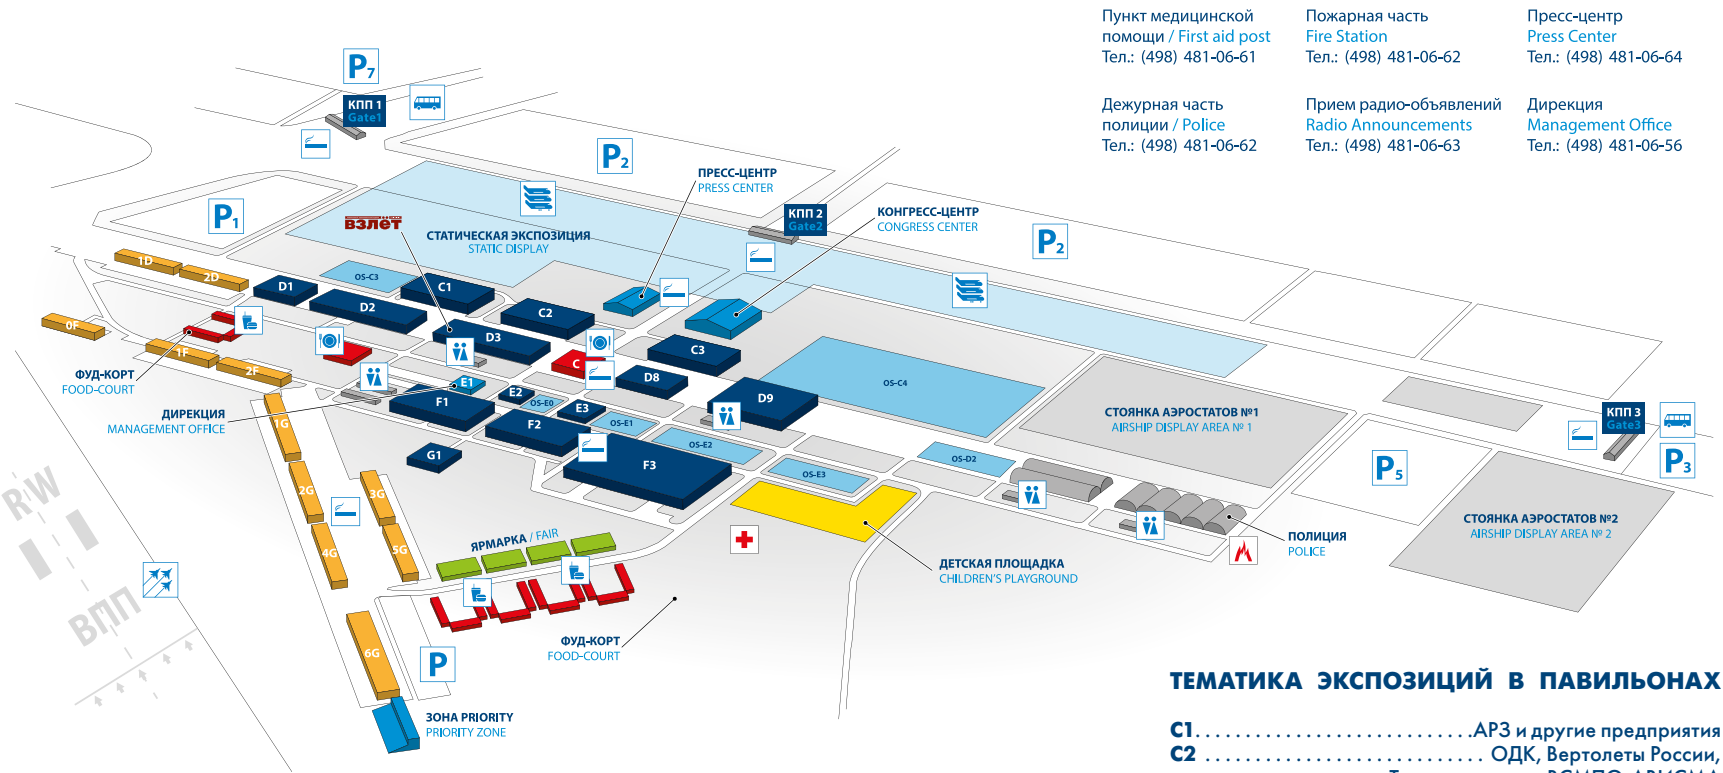 Пункт медицинской
помощи / First aid post
Тел.: (498) 481-06-61
Пожарная часть
Fire Station
Тел.: (498) 481-06-62
Пресс-центр
Press Center
Тел.: (498) 481-06-64
Дежурная часть
полиции / Police
Тел.: (498) 481-06-62
Прием радио-объявлений
Radio Announcements
Тел.: (498) 481-06-63
Дирекция
Management Office
Тел.: (498) 481-06-56
P7
КПП 1
Gate1
P2
P1
ПРЕСС-ЦЕНТР
PRESS CENTER
взлёт
СТАТИЧЕСКАЯ ЭКСПОЗИЦИЯ
STATIC DISPLAY
КПП 2
Gate2
КОНГРЕСС-ЦЕНТР
CONGRESS CENTER
P2
1D
2D
D1
OS-C3
C1
D2
C2
D3
C3
0F
1F
2F
ФУД-КОРТ
FOOD-COURT
ДИРЕКЦИЯ
MANAGEMENT OFFICE
E1
E2
OS-E0
E3
OS-E1
C
D8
D9
OS-C4
F1
F2
F3
OS-E2
OS-E3
OS-D2
G1
СТОЯНКА АЭРОСТАТОВ №1
AIRSHIP DISPLAY AREA № 1
КПП 3
Gate3
P3
P5
СТОЯНКА АЭРОСТАТОВ №2
AIRSHIP DISPLAY AREA № 2
1G
2G
3G
4G
5G
6G
RW
ВПП
ЯРМАРКА / FAIR
ПОЛИЦИЯ
POLICE
ДЕТСКАЯ ПЛОЩАДКА
CHILDREN'S PLAYGROUND
ФУД-КОРТ
FOOD-COURT
P
ЗОНА PRIORITY
PRIORITY ZONE
ТЕМАТИКА ЭКСПОЗИЦИЙ В ПАВИЛЬОНАХ
C1............................АРЗ и другие предприятия
C2 ............................ ОДК, Вертолеты России,
ВСМПО-АВИСМА